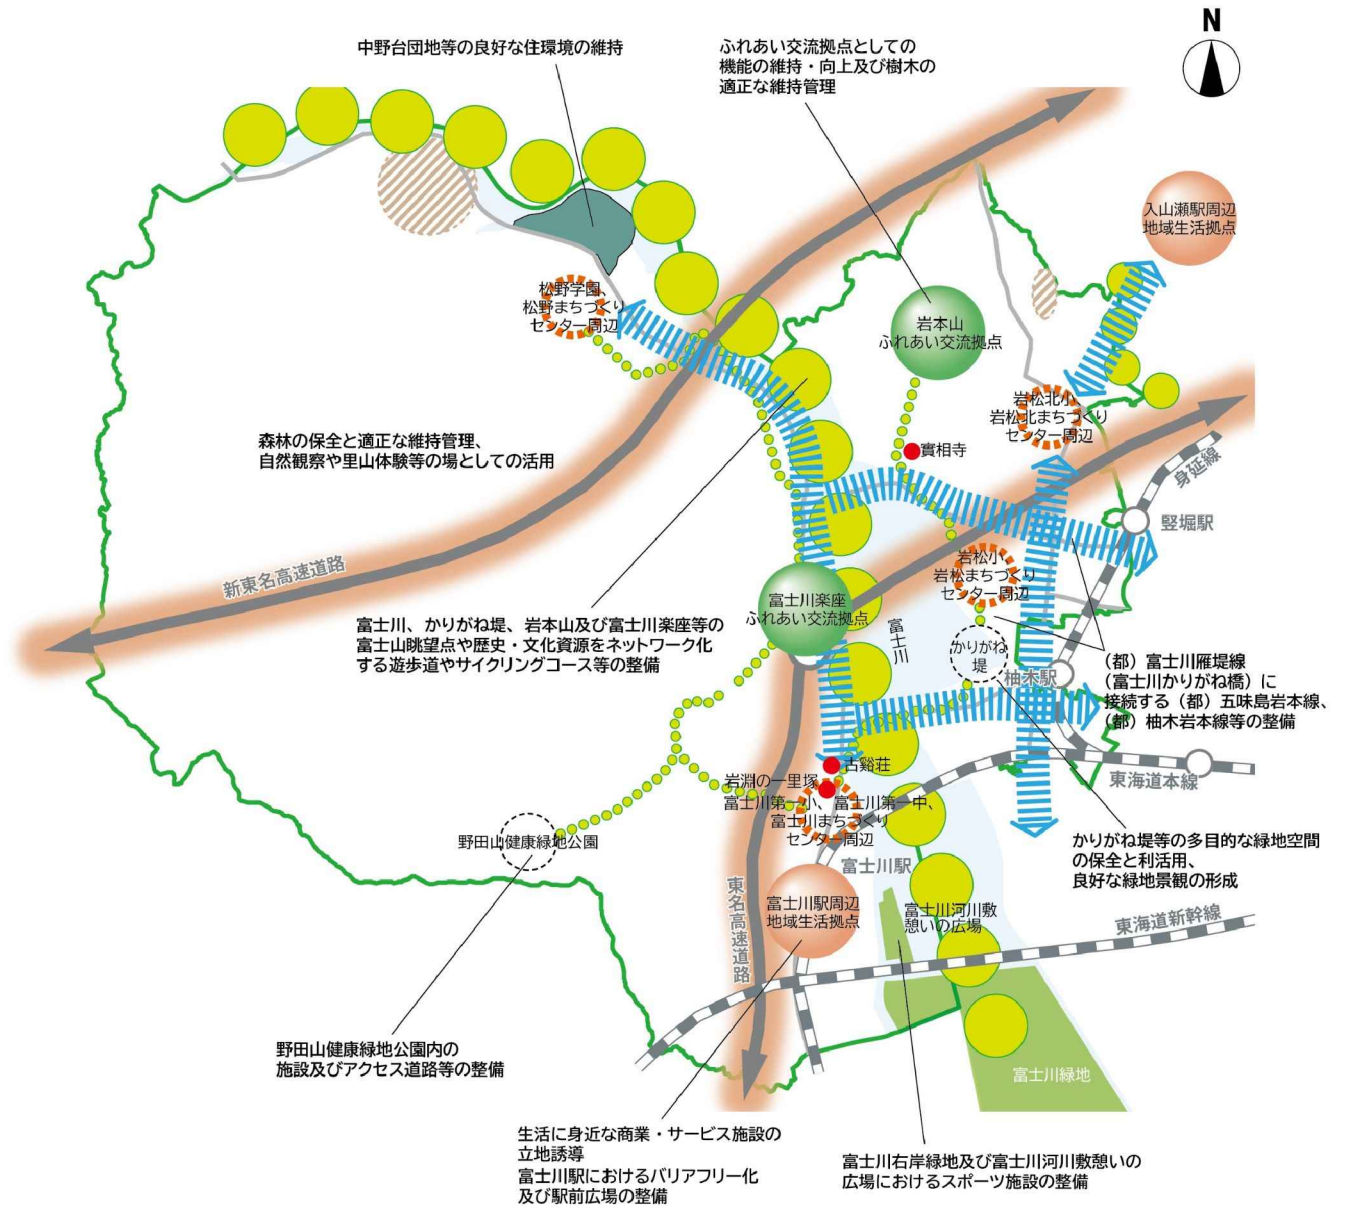 N
中野台団地等の良好な住環境の維持
ふれあい交流拠点としての
機能の維持・向上及び樹木の
適正な維持管理
入山瀬駅周辺
地域生活拠点
松野学園、
松野まちづくり
センター周辺
岩本山
ふれあい交流拠点
岩松北小、
岩松北まちづくり
センター周辺
實相寺
身延線
竪堀駅
森林の保全と適正な維持管理、
自然観察や里山体験等の場としての活用
新東名高速道路
岩松小、
岩松まちづくり
センター周辺
富士川楽座
ふれあい交流拠点
富士川
かりがね
堤
柚木駅
富士川、かりがね堤、岩本山及び富士川楽座等の
富士山眺望点や歴史・文化資源をネットワーク化
する遊歩道やサイクリングコース等の整備
（都）富士川雁堤線
（富士川かりがね橋）に
接続する（都）五味島岩本線、
（都）柚木岩本線等の整備
古谿荘
岩淵の一里塚
富士川第一小、富士川第一中、
富士川まちづくり
センター周辺
東海道本線
野田山健康緑地公園
かりがね堤等の多目的な緑地空間
の保全と利活用、
良好な緑地景観の形成
富士川駅
東名高速道路
富士川駅周辺
地域生活拠点
富士川河川敷
憩いの広場
東海道新幹線
野田山健康緑地公園内の
施設及びアクセス道路等の整備
富士川緑地
生活に身近な商業・サービス施設の
立地誘導
富士川駅におけるバリアフリー化
及び駅前広場の整備
富士川右岸緑地及び富士川河川敷憩いの
広場におけるスポーツ施設の整備